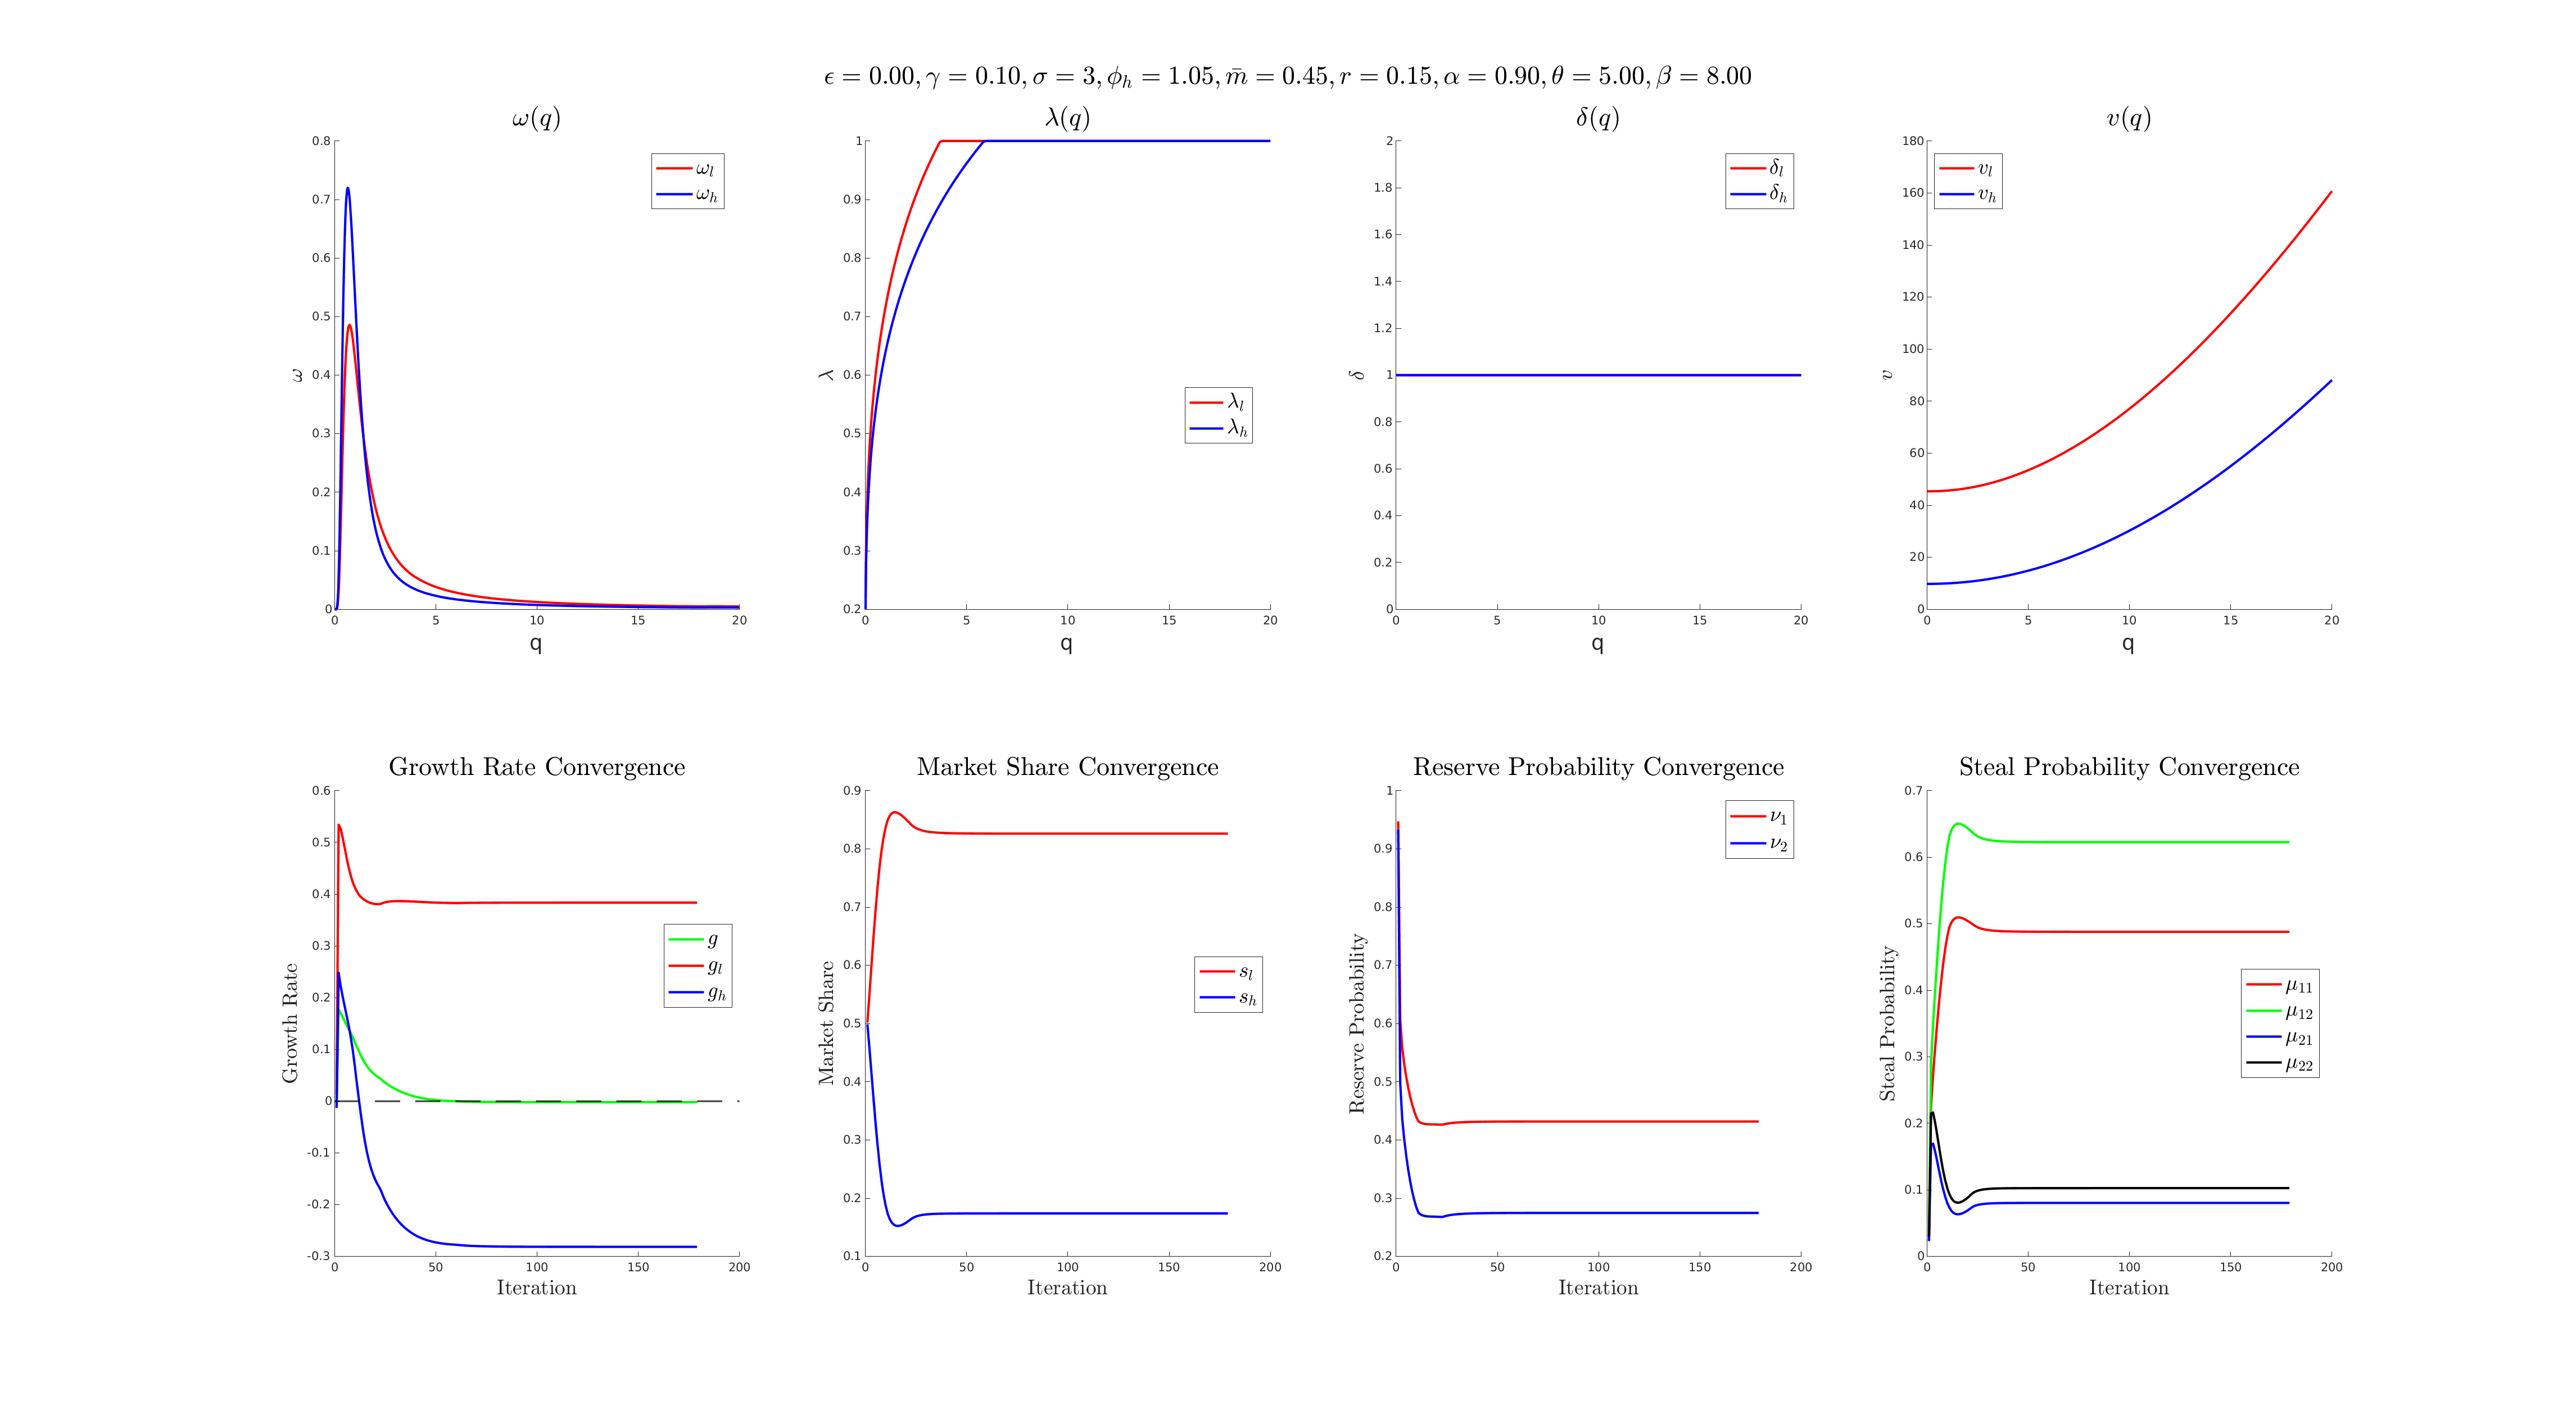 ϵ = 0.00, γ = 0.10, σ = 3, ϕ_h = 1.05, m̄ = 0.45, r = 0.15, α = 0.90, θ = 5.00, β = 8.00
ω(q)
0.8
0.7
0.6
0.5
0.4
0.3
0.2
0.1
0
0 5 10 15 20
ω
q
ω_l
ω_h
λ(q)
1
0.9
0.8
0.7
0.6
0.5
0.4
0.3
0.2
0 5 10 15 20
λ
q
λ_l
λ_h
δ(q)
2
1.8
1.6
1.4
1.2
1
0.8
0.6
0.4
0.2
0
0 5 10 15 20
δ
q
δ_l
δ_h
v(q)
180
160
140
120
100
80
60
40
20
0
0 5 10 15 20
v
q
v_l
v_h
Growth Rate Convergence
0.6
0.5
0.4
0.3
0.2
0.1
0
-0.1
-0.2
-0.3
0 50 100 150 200
Growth Rate
Iteration
g
g_l
g_h
Market Share Convergence
0.9
0.8
0.7
0.6
0.5
0.4
0.3
0.2
0.1
0 50 100 150 200
Market Share
Iteration
s_l
s_h
Reserve Probability Convergence
1
0.9
0.8
0.7
0.6
0.5
0.4
0.3
0.2
0 50 100 150 200
Reserve Probability
Iteration
ν_1
ν_2
Steal Probability Convergence
0.7
0.6
0.5
0.4
0.3
0.2
0.1
0
0 50 100 150 200
Steal Probability
Iteration
μ_11
μ_12
μ_21
μ_22